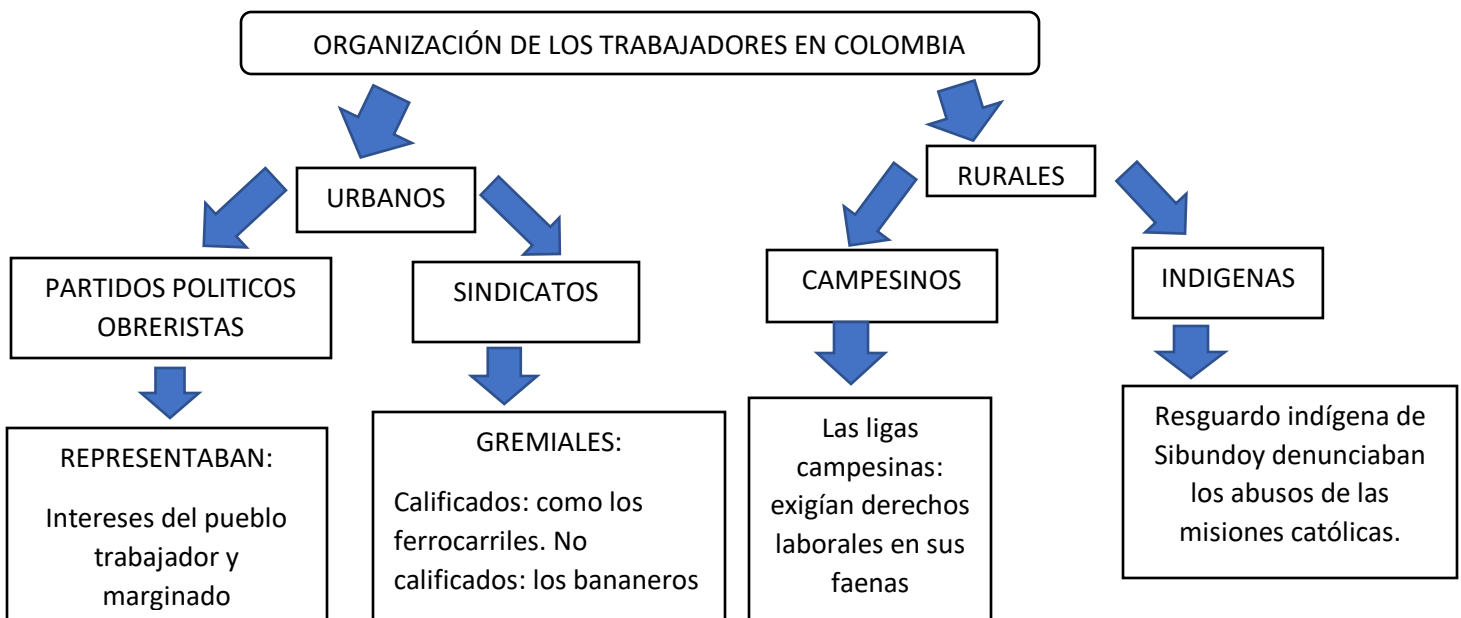 ORGANIZACIÓN DE LOS TRABAJADORES EN COLOMBIA
URBANOS
RURALES
PARTIDOS POLITICOS
OBRERISTAS
SINDICATOS
CAMPESINOS
INDIGENAS
REPRESENTABAN:
Intereses del pueblo
trabajador y
marginado
GREMIALES:
Calificados: como los
ferrocarriles. No
calificados: los bananeros
Las ligas
campesinas:
exigían derechos
laborales en sus
faenas
Resguardo indígena de
Sibundoy denunciaban
los abusos de las
misiones católicas.